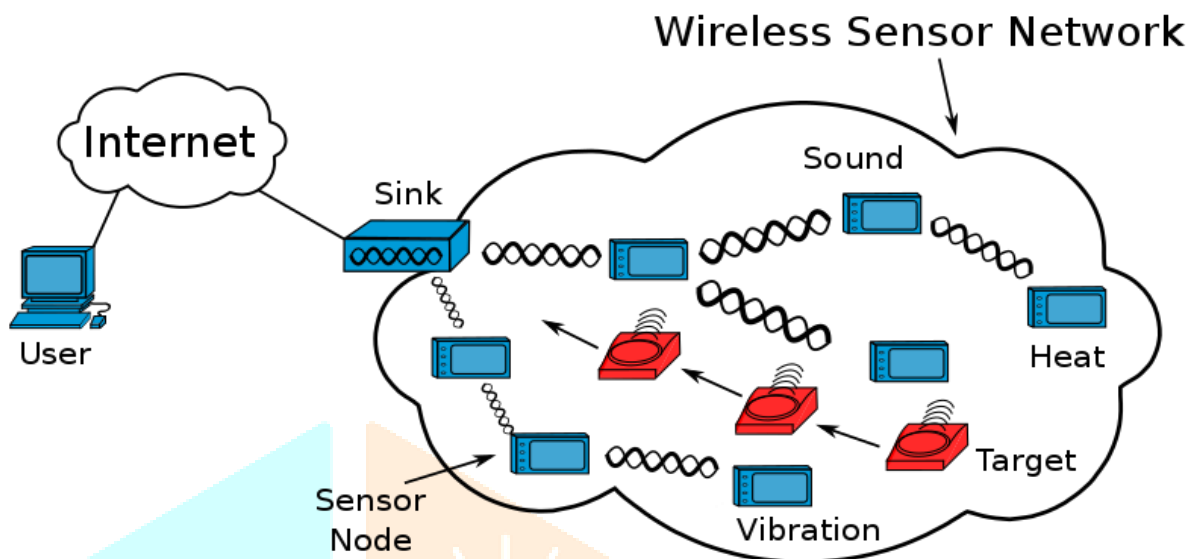 Wireless Sensor Network
Internet
Sound
Sink
User
Heat
Target
Sensor
Node
Vibration